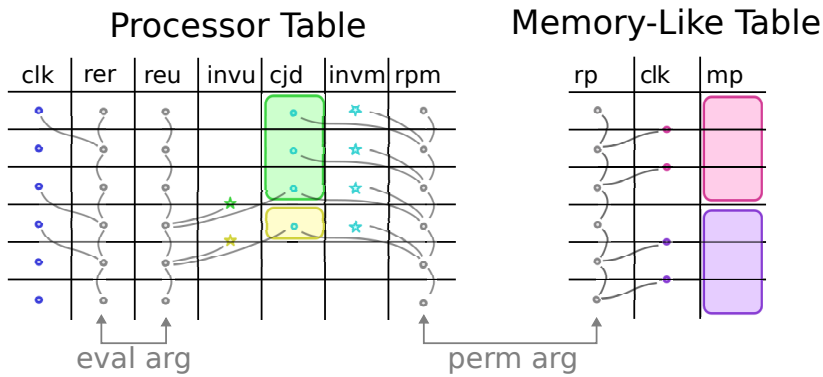 Processor Table
Memory-Like Table
clk rer reu invu cjd invm rpm
rp clk mp
eval arg
perm arg